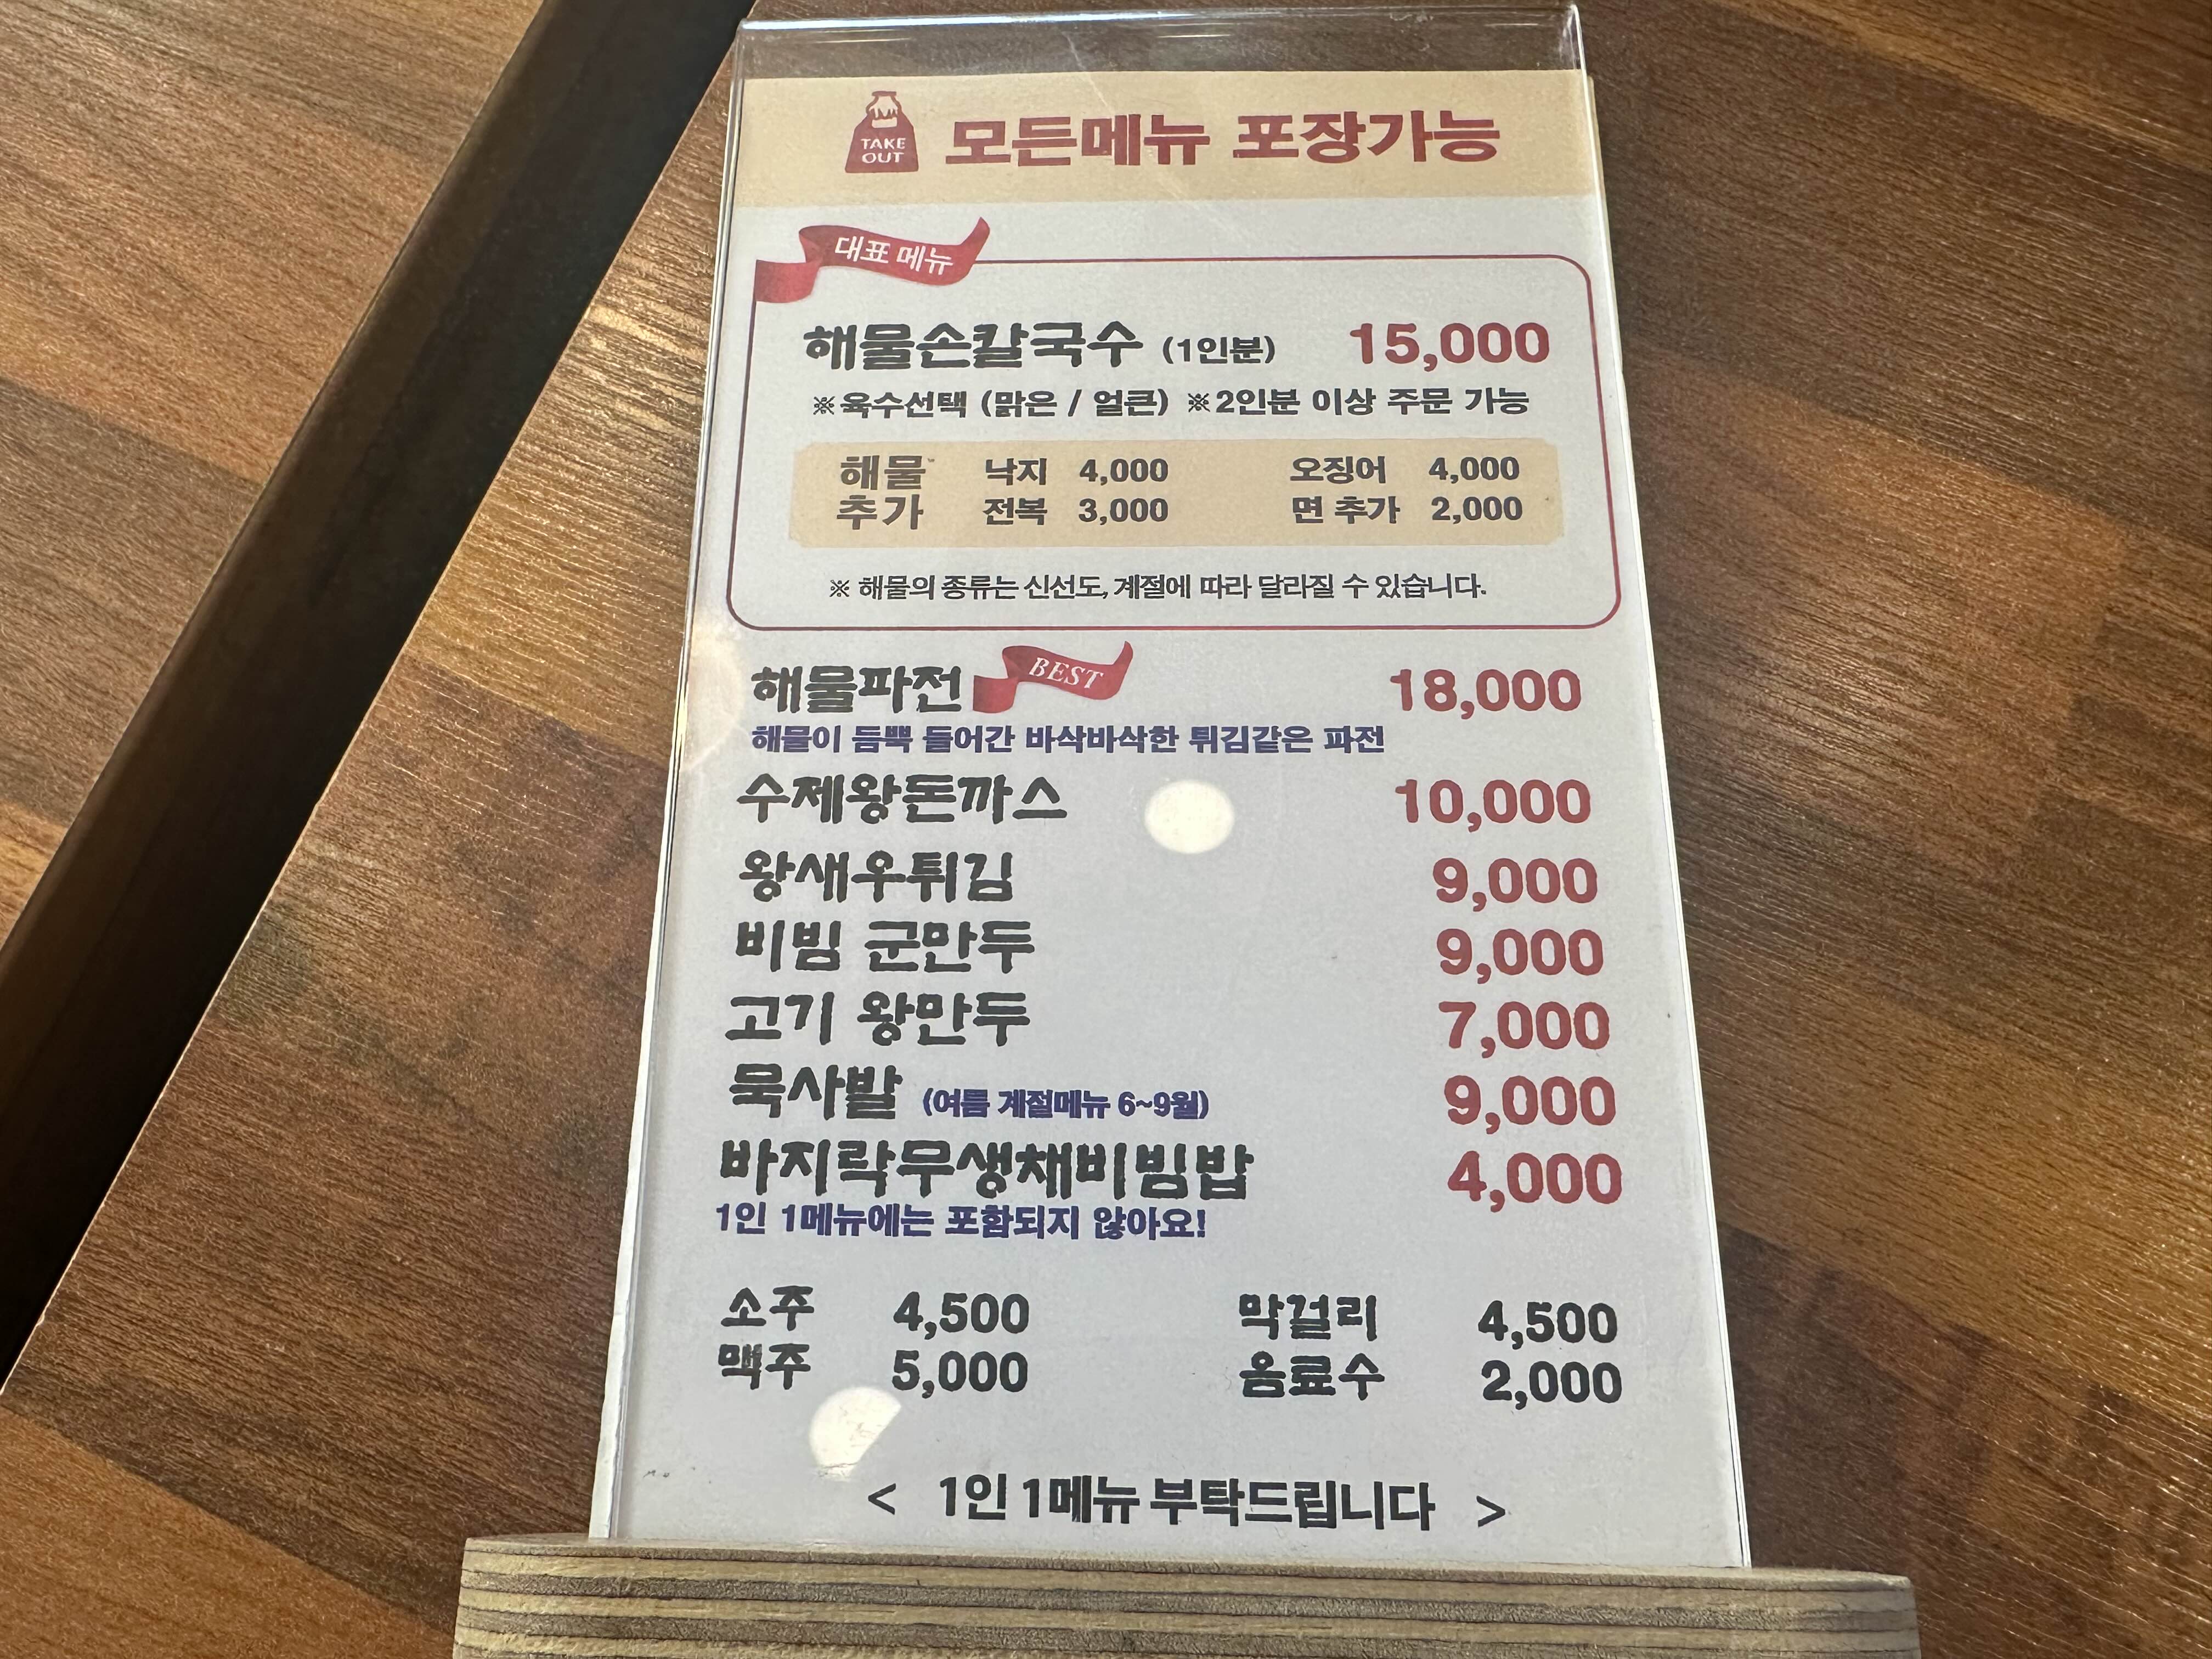 TAKE
OUT
모든메뉴 포장가능
대표 메뉴
해물손칼국수 (1인분) 15,000
※육수선택 (맑은 / 얼큰) ※2인분 이상 주문 가능
해물 낙지 4,000 오징어 4,000
추가 전복 3,000 면 추가 2,000
※ 해물의 종류는 신선도, 계절에 따라 달라질 수 있습니다.
해물파전 BEST 18,000
해물이 듬뿍 들어간 바삭바삭한 튀김같은 파전
수제왕돈까스 10,000
왕새우튀김 9,000
비빔 군만두 9,000
고기 왕만두 7,000
묵사발 (여름 계절메뉴 6~9월) 9,000
바지락무생채비빔밥 4,000
1인 1메뉴에는 포함되지 않아요!
소주 4,500 막걸리 4,500
맥주 5,000 음료수 2,000
< 1인 1메뉴 부탁드립니다 >